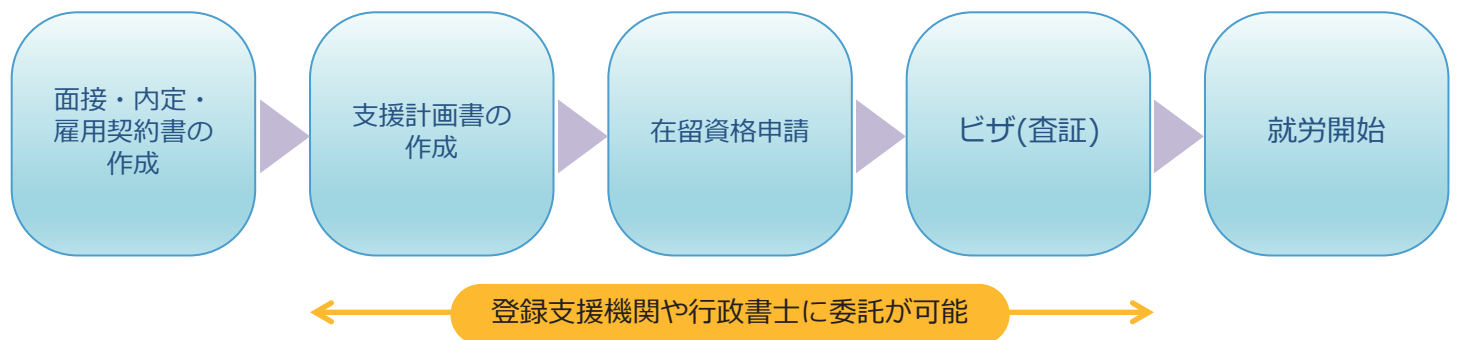 面接・内定・
雇用契約書の
作成
支援計画書の
作成
在留資格申請
ビザ(査証)
就労開始
登録支援機関や行政書士に委託が可能